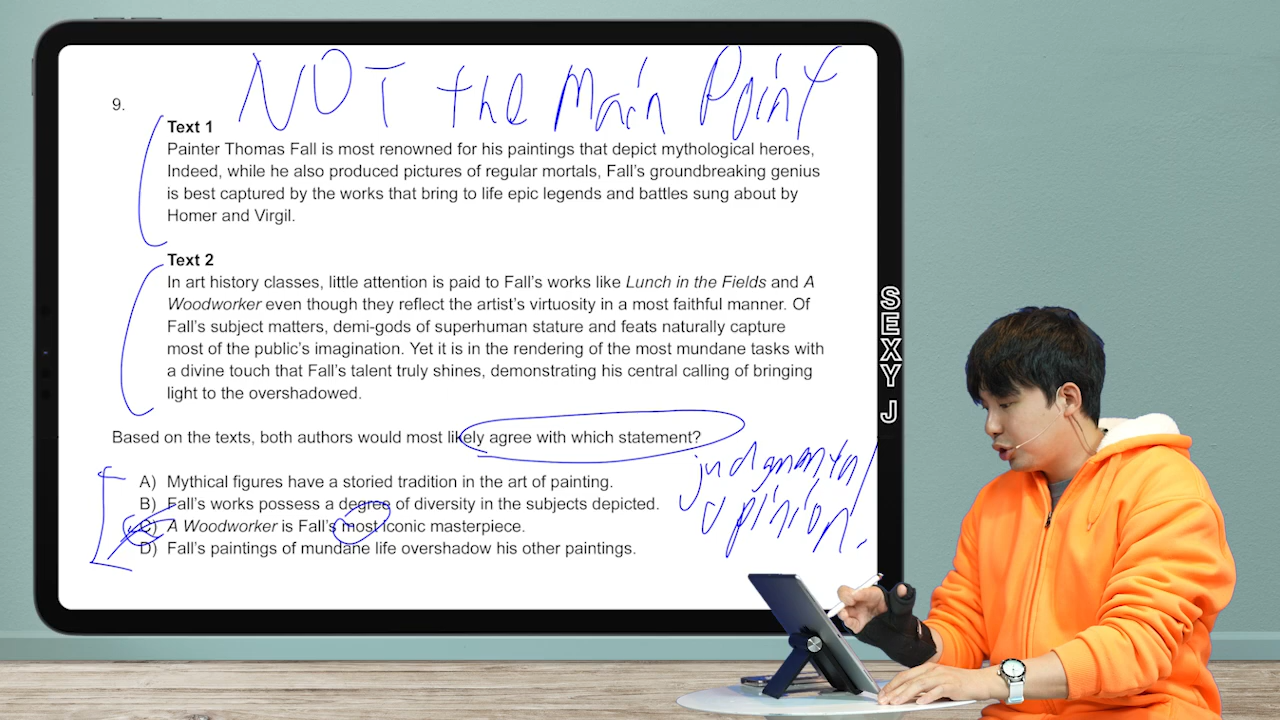 NOT the Main Point
9.
Text 1
Painter Thomas Fall is most renowned for his paintings that depict mythological heroes,
Indeed, while he also produced pictures of regular mortals, Fall's groundbreaking genius
is best captured by the works that bring to life epic legends and battles sung about by
Homer and Virgil.
Text 2
In art history classes, little attention is paid to Fall's works like Lunch in the Fields and A
Woodworker even though they reflect the artist's virtuosity in a most faithful manner. Of
Fall's subject matters, demi-gods of superhuman stature and feats naturally capture
most of the public's imagination. Yet it is in the rendering of the most mundane tasks with
a divine touch that Fall's talent truly shines, demonstrating his central calling of bringing
light to the overshadowed.
Based on the texts, both authors would most likely agree with which statement?
A) Mythical figures have a storied tradition in the art of painting.
B) Fall's works possess a degree of diversity in the subjects depicted.
C) A Woodworker is Fall's most iconic masterpiece.
D) Fall's paintings of mundane life overshadow his other paintings.
judgmental
opinion.
SEXY J